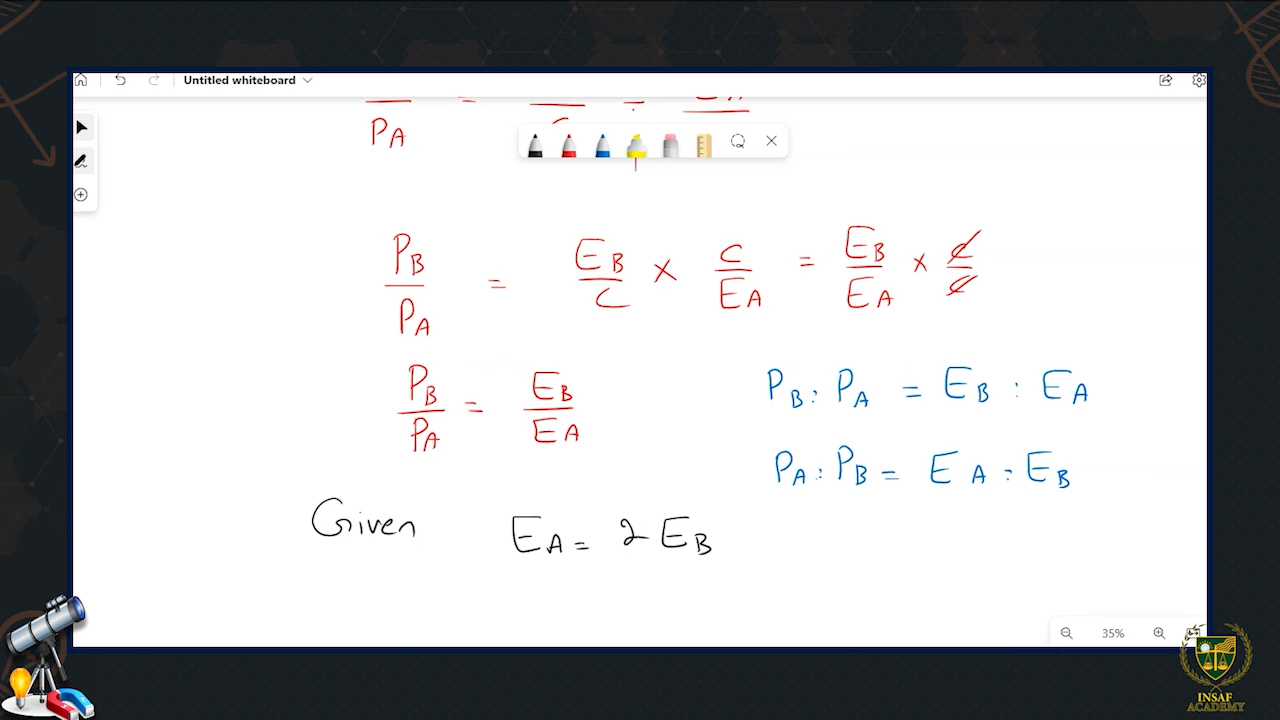 Untitled whiteboard
P_A
P_B / P_A = E_B / C × C / E_A = E_B / E_A × C / C
P_B / P_A = E_B / E_A
P_B : P_A = E_B : E_A
P_A : P_B = E_A : E_B
Given E_A = 2 E_B
35%
INSAF
ACADEMY